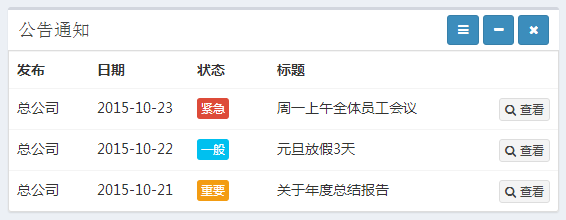 公告通知
发布 日期 状态 标题
总公司 2015-10-23 紧急 周一上午全体员工会议 查看
总公司 2015-10-22 一般 元旦放假3天 查看
总公司 2015-10-21 重要 关于年度总结报告 查看